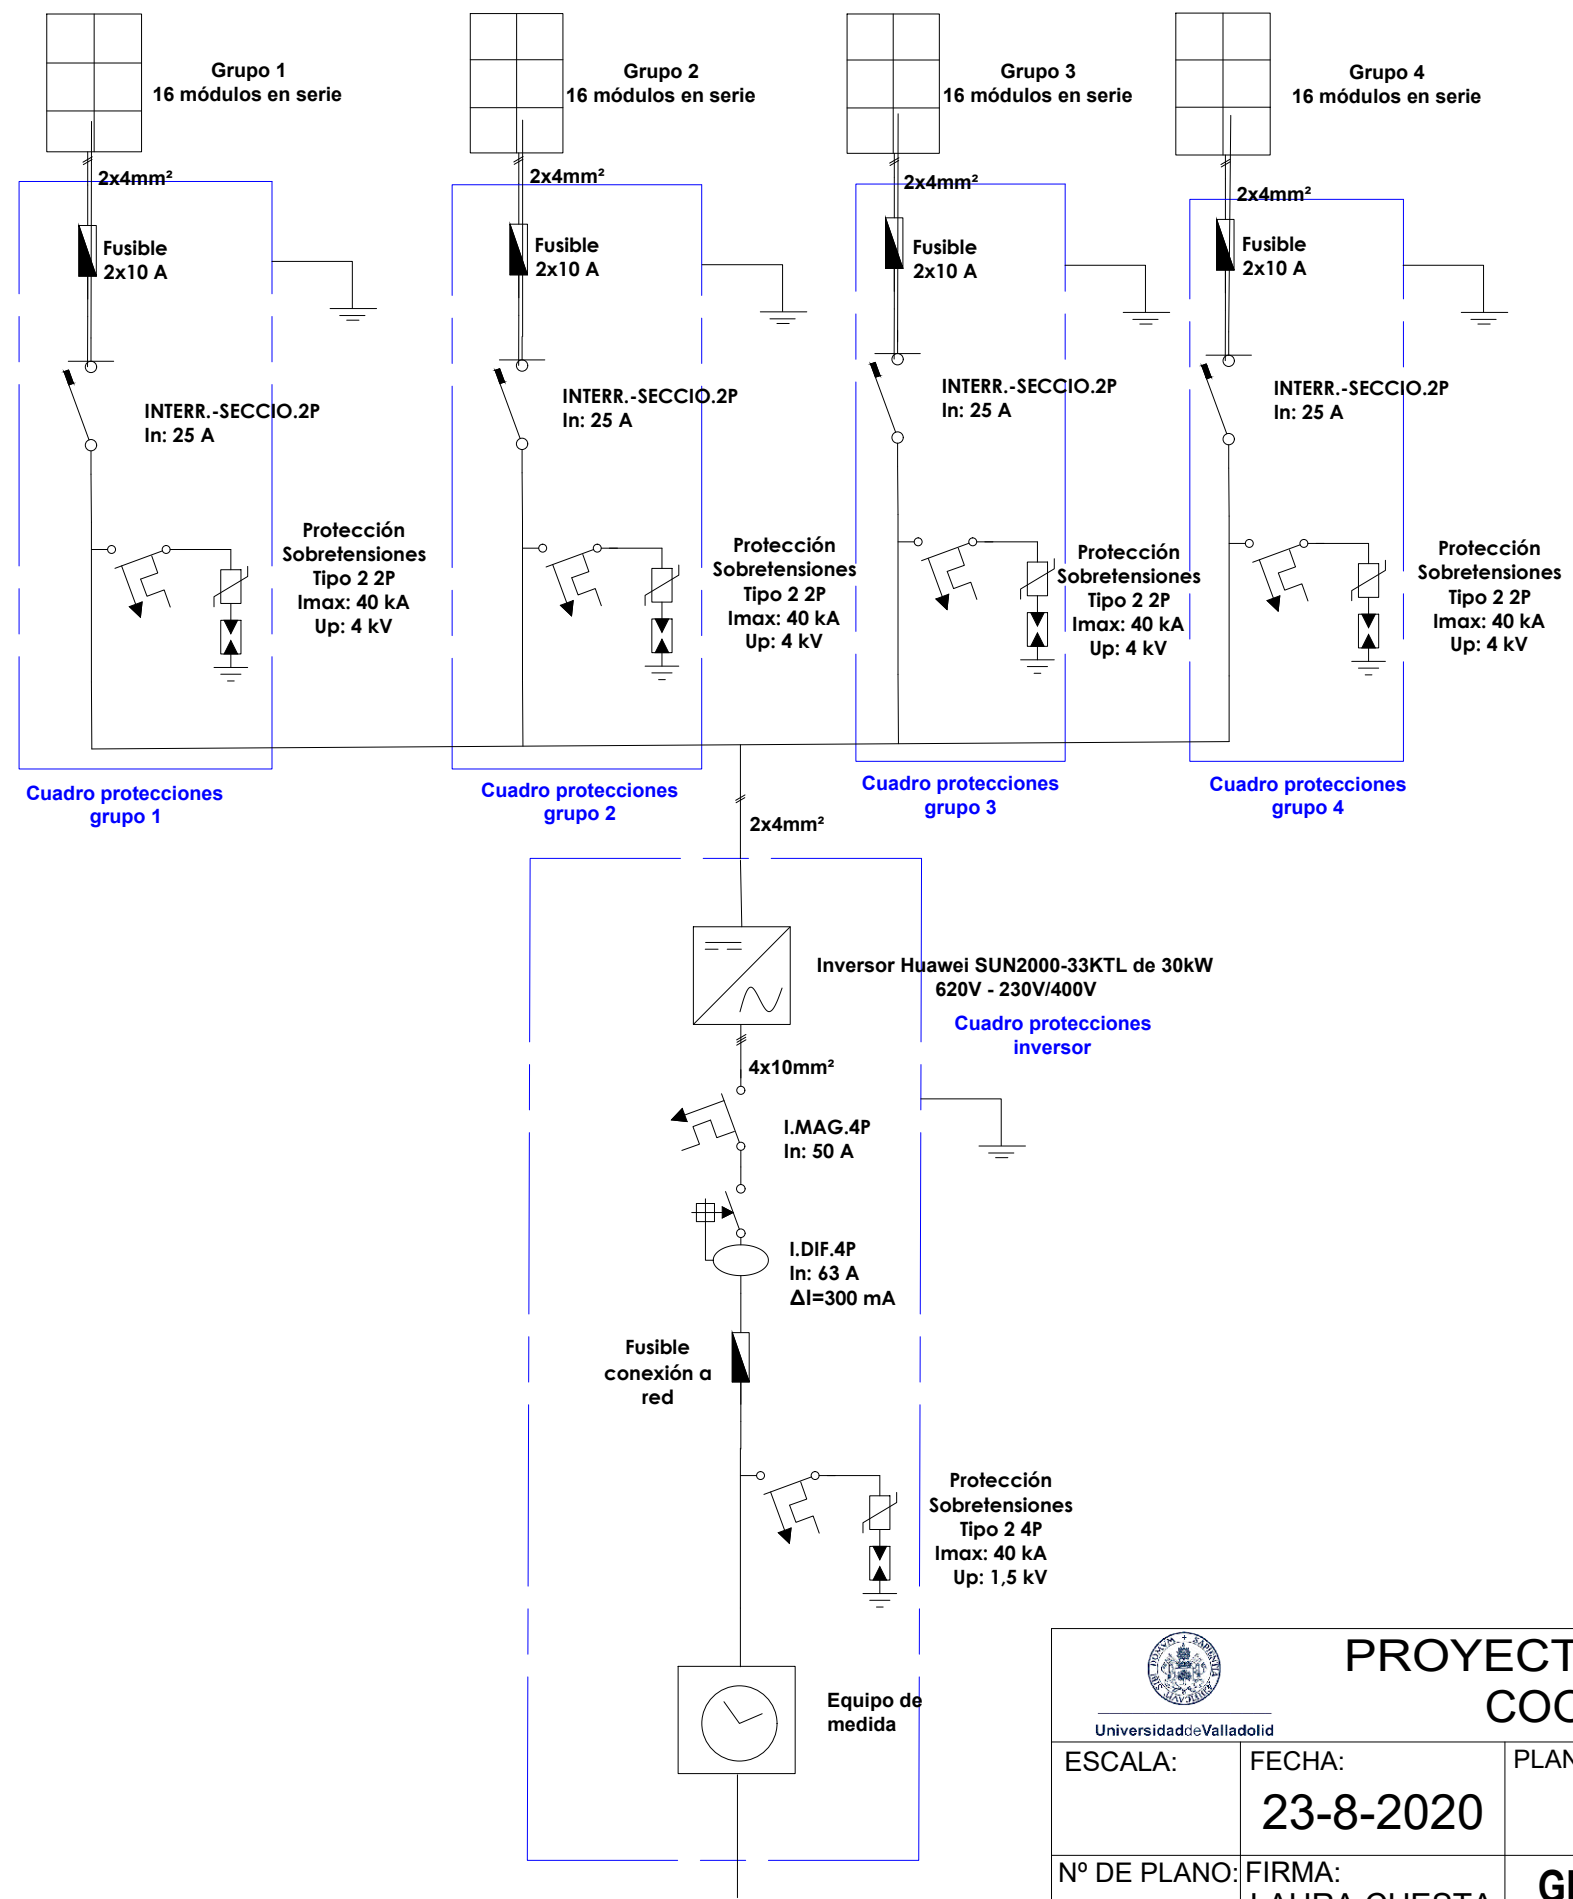 Grupo 1
16 módulos en serie
Grupo 2
16 módulos en serie
Grupo 3
16 módulos en serie
Grupo 4
16 módulos en serie
2x4mm²
2x4mm²
2x4mm²
2x4mm²
Fusible
2x10 A
Fusible
2x10 A
Fusible
2x10 A
Fusible
2x10 A
INTERR.-SECCIO.2P
In: 25 A
INTERR.-SECCIO.2P
In: 25 A
INTERR.-SECCIO.2P
In: 25 A
INTERR.-SECCIO.2P
In: 25 A
Protección
Sobretensiones
Tipo 2 2P
Imax: 40 kA
Up: 4 kV
Protección
Sobretensiones
Tipo 2 2P
Imax: 40 kA
Up: 4 kV
Protección
Sobretensiones
Tipo 2 2P
Imax: 40 kA
Up: 4 kV
Protección
Sobretensiones
Tipo 2 2P
Imax: 40 kA
Up: 4 kV
Cuadro protecciones
grupo 1
Cuadro protecciones
grupo 2
Cuadro protecciones
grupo 3
Cuadro protecciones
grupo 4
2x4mm²
Inversor Huawei SUN2000-33KTL de 30kW
620V - 230V/400V
Cuadro protecciones
inversor
4x10mm²
I.MAG.4P
In: 50 A
I.DIF.4P
In: 63 A
ΔI=300 mA
Fusible
conexión a
red
Protección
Sobretensiones
Tipo 2 4P
Imax: 40 kA
Up: 1,5 kV
Equipo de
medida
PROYECT
COO
UniversidaddeValladolid
ESCALA:
FECHA:
23-8-2020
PLAN
Nº DE PLANO:
FIRMA:
LAURA CUESTA